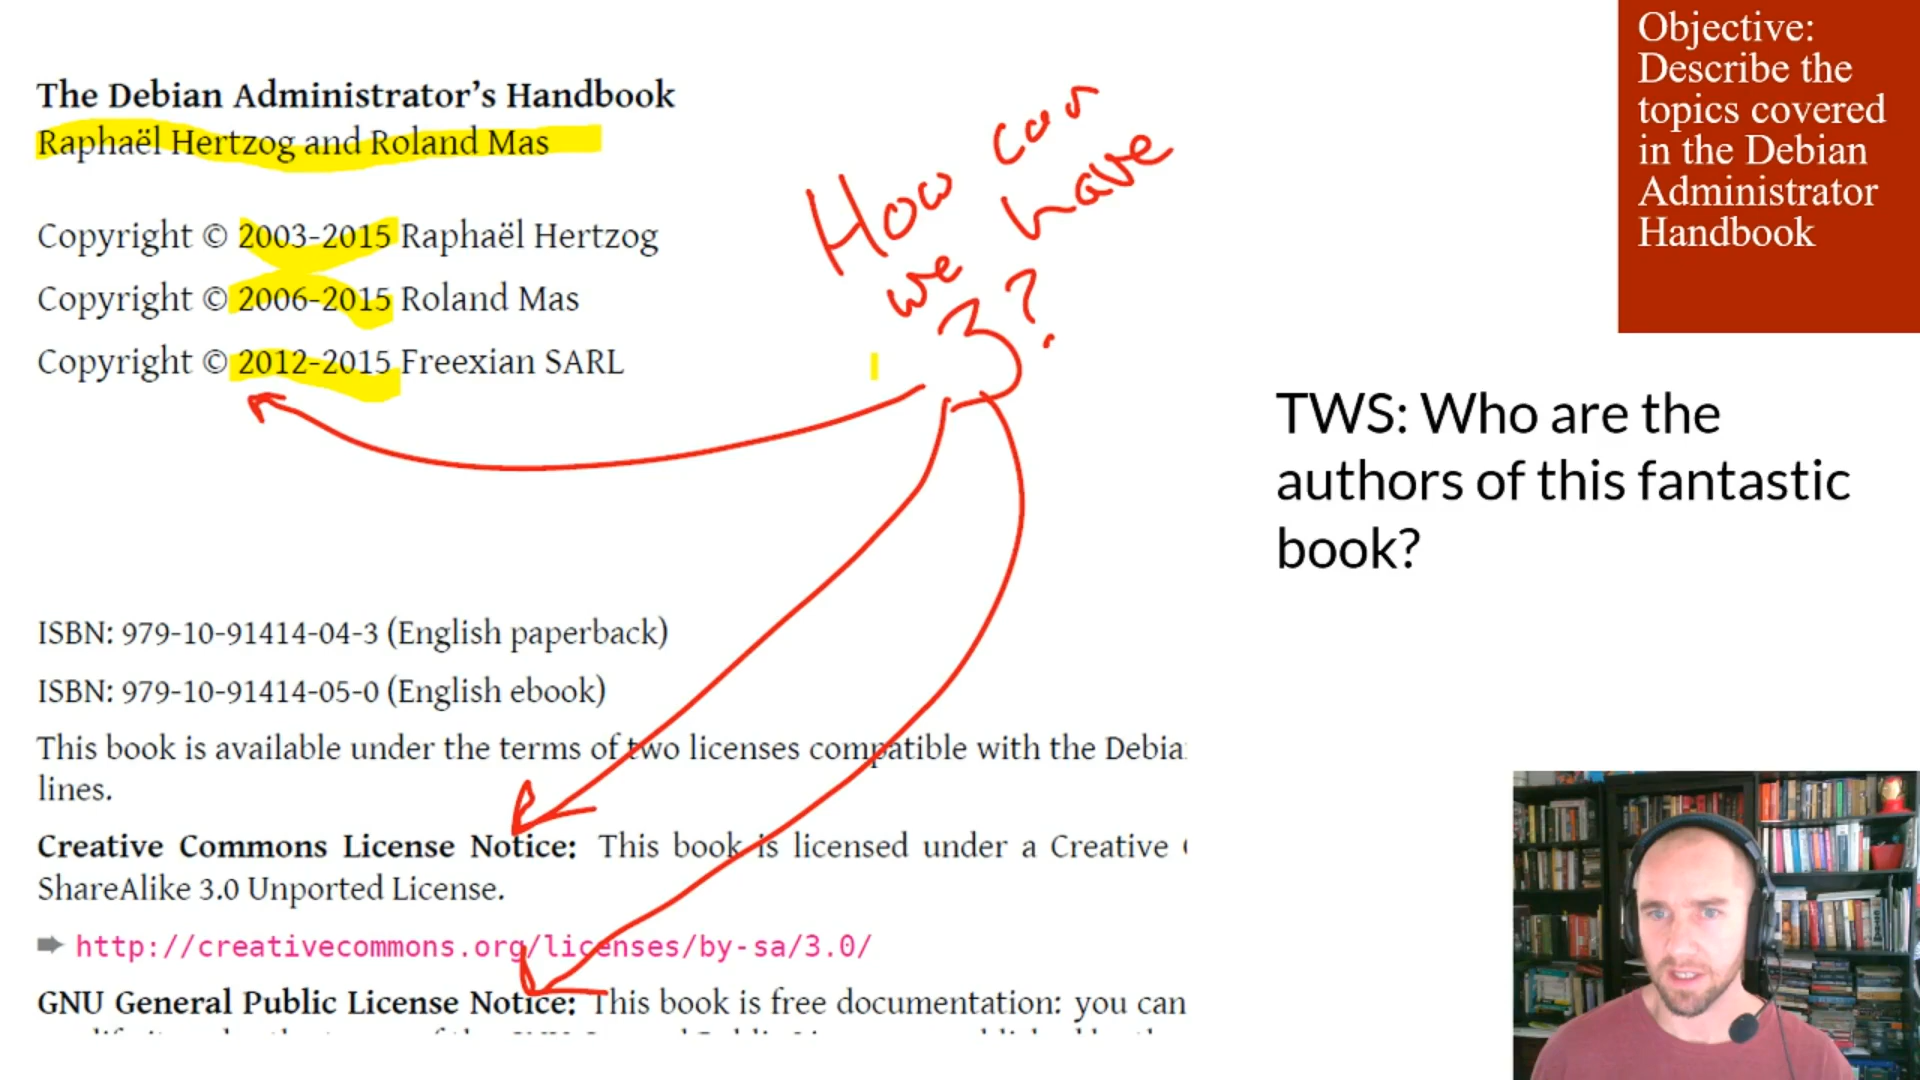 The Debian Administrator's Handbook
Raphaël Hertzog and Roland Mas
Copyright © 2003-2015 Raphaël Hertzog
Copyright © 2006-2015 Roland Mas
Copyright © 2012-2015 Freexian SARL
ISBN: 979-10-91414-04-3 (English paperback)
ISBN: 979-10-91414-05-0 (English ebook)
This book is available under the terms of two licenses compatible with the Debia
lines.
Creative Commons License Notice: This book is licensed under a Creative
ShareAlike 3.0 Unported License.
http://creativecommons.org/licenses/by-sa/3.0/
GNU General Public License Notice: This book is free documentation: you can
How can
we have
3?
Objective:
Describe the
topics covered
in the Debian
Administrator
Handbook
TWS: Who are the
authors of this fantastic
book?